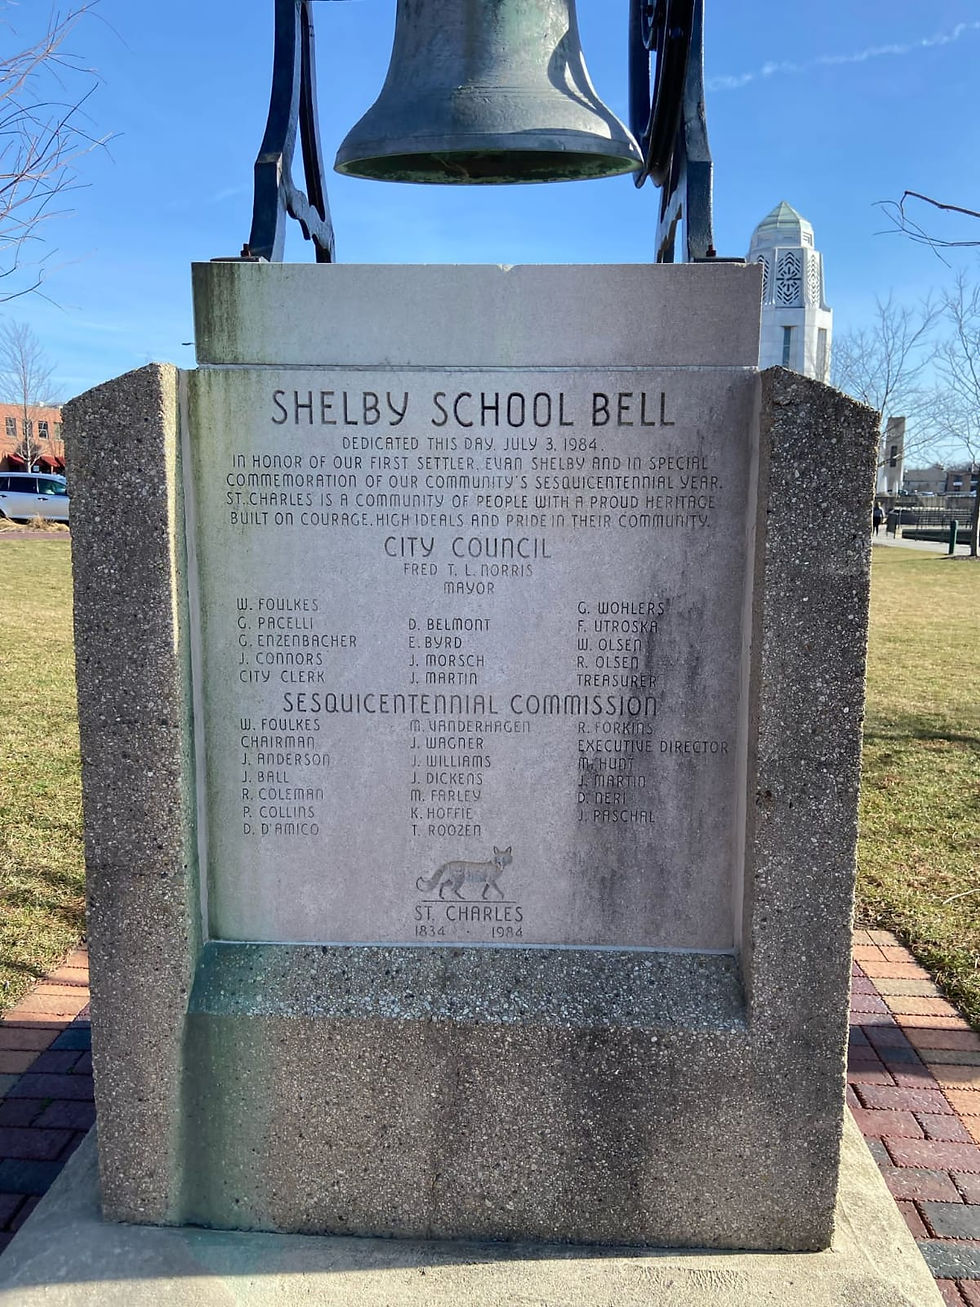 SHELBY SCHOOL BELL
DEDICATED THIS DAY, JULY 3, 1984.
IN HONOR OF OUR FIRST SETTLER, EVAN SHELBY AND IN SPECIAL
COMMEMORATION OF OUR COMMUNITY'S SESQUICENTENNIAL YEAR.
ST. CHARLES IS A COMMUNITY OF PEOPLE WITH A PROUD HERITAGE
BUILT ON COURAGE, HIGH IDEALS AND PRIDE IN THEIR COMMUNITY.
CITY COUNCIL
FRED T. L. NORRIS
MAYOR
W. FOULKES
G. PACELLI
G. ENZENBACHER
J. CONNORS
CITY CLERK
D. BELMONT
E. BYRD
J. MORSCH
J. MARTIN
G. WOHLERS
F. UTROSKA
W. OLSEN
R. OLSEN
TREASURER
SESQUICENTENNIAL COMMISSION
W. FOULKES
CHAIRMAN
J. ANDERSON
J. BALL
R. COLEMAN
P. COLLINS
D. D'AMICO
M. VANDERHAGEN
J. WAGNER
J. WILLIAMS
J. DICKENS
M. FARLEY
K. HOFFIE
T. ROOZEN
R. FORKINS
EXECUTIVE DIRECTOR
M. HUNT
J. MARTIN
D. NERI
J. PASCHAL
ST. CHARLES
1834 · 1984